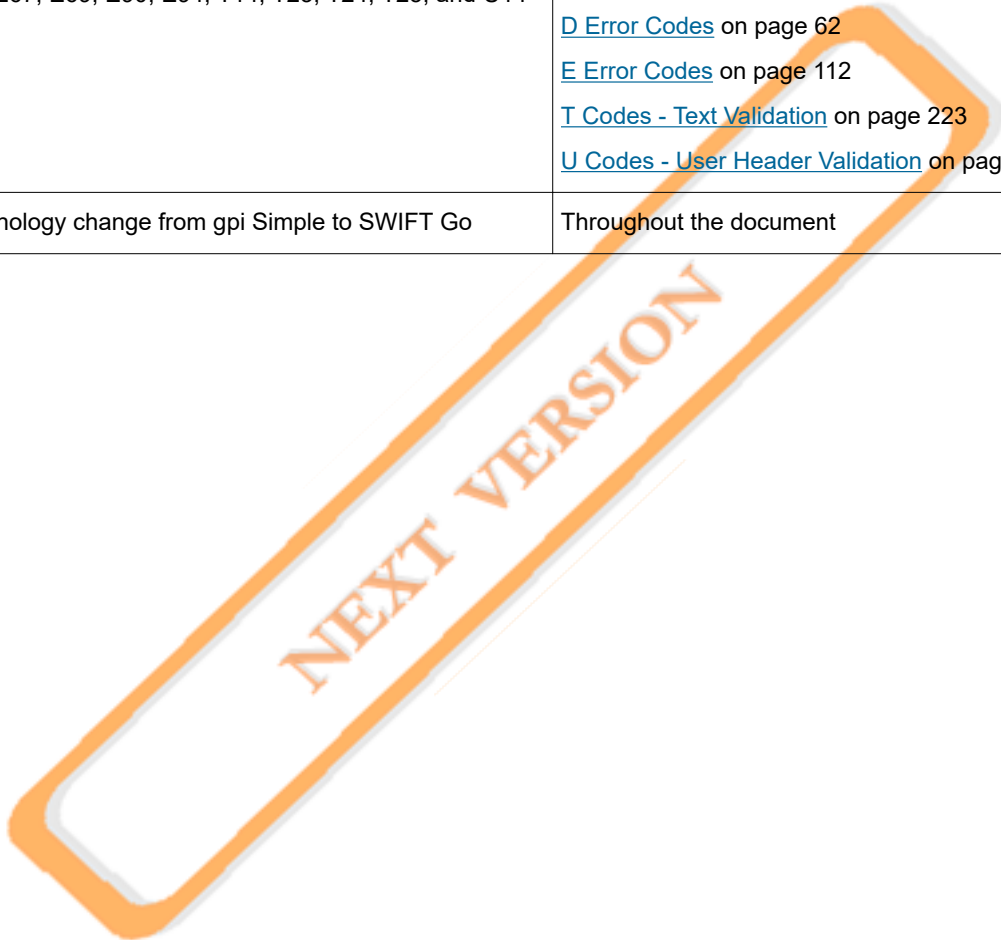 D Error Codes on page 62
E Error Codes on page 112
T Codes - Text Validation on page 223
U Codes - User Header Validation on pag
nology change from gpi Simple to SWIFT Go
Throughout the document
NEXT VERSION